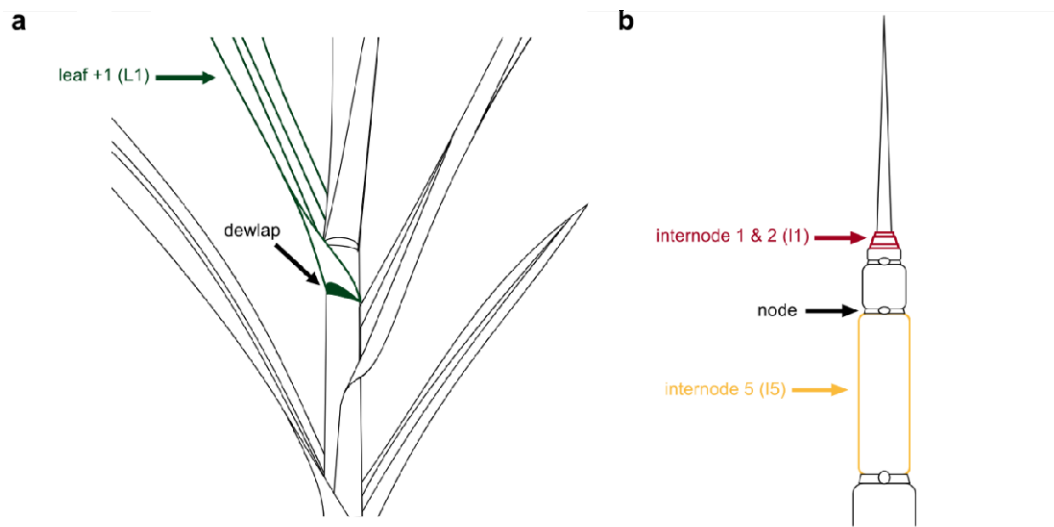 a
leaf +1 (L1)
dewlap
b
internode 1 & 2 (I1)
node
internode 5 (I5)